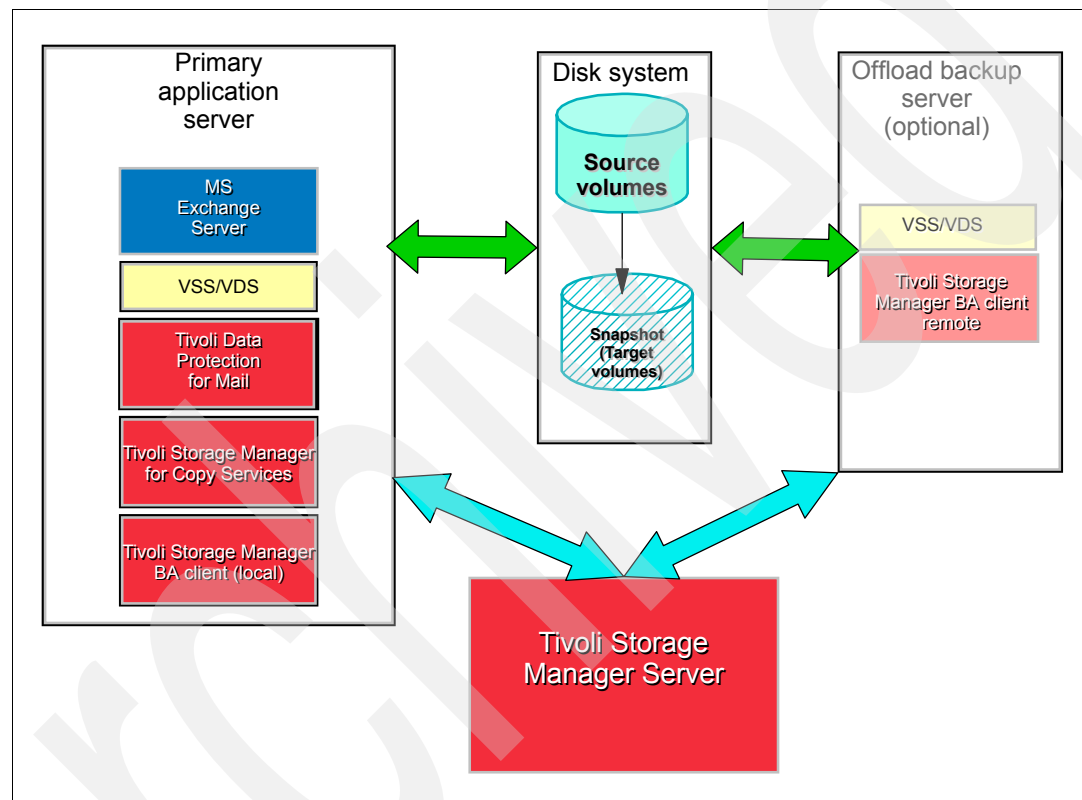 Primary
application
server
MS
Exchange
Server
VSS/VDS
Tivoli Data
Protection
for Mail
Tivoli Storage Manager
for Copy Services
Tivoli Storage Manager
BA client (local)
Disk system
Source
volumes
Snapshot
(Target
volumes)
Offload backup
server
(optional)
VSS/VDS
Tivoli Storage
Manager BA client
remote
Tivoli Storage
Manager Server